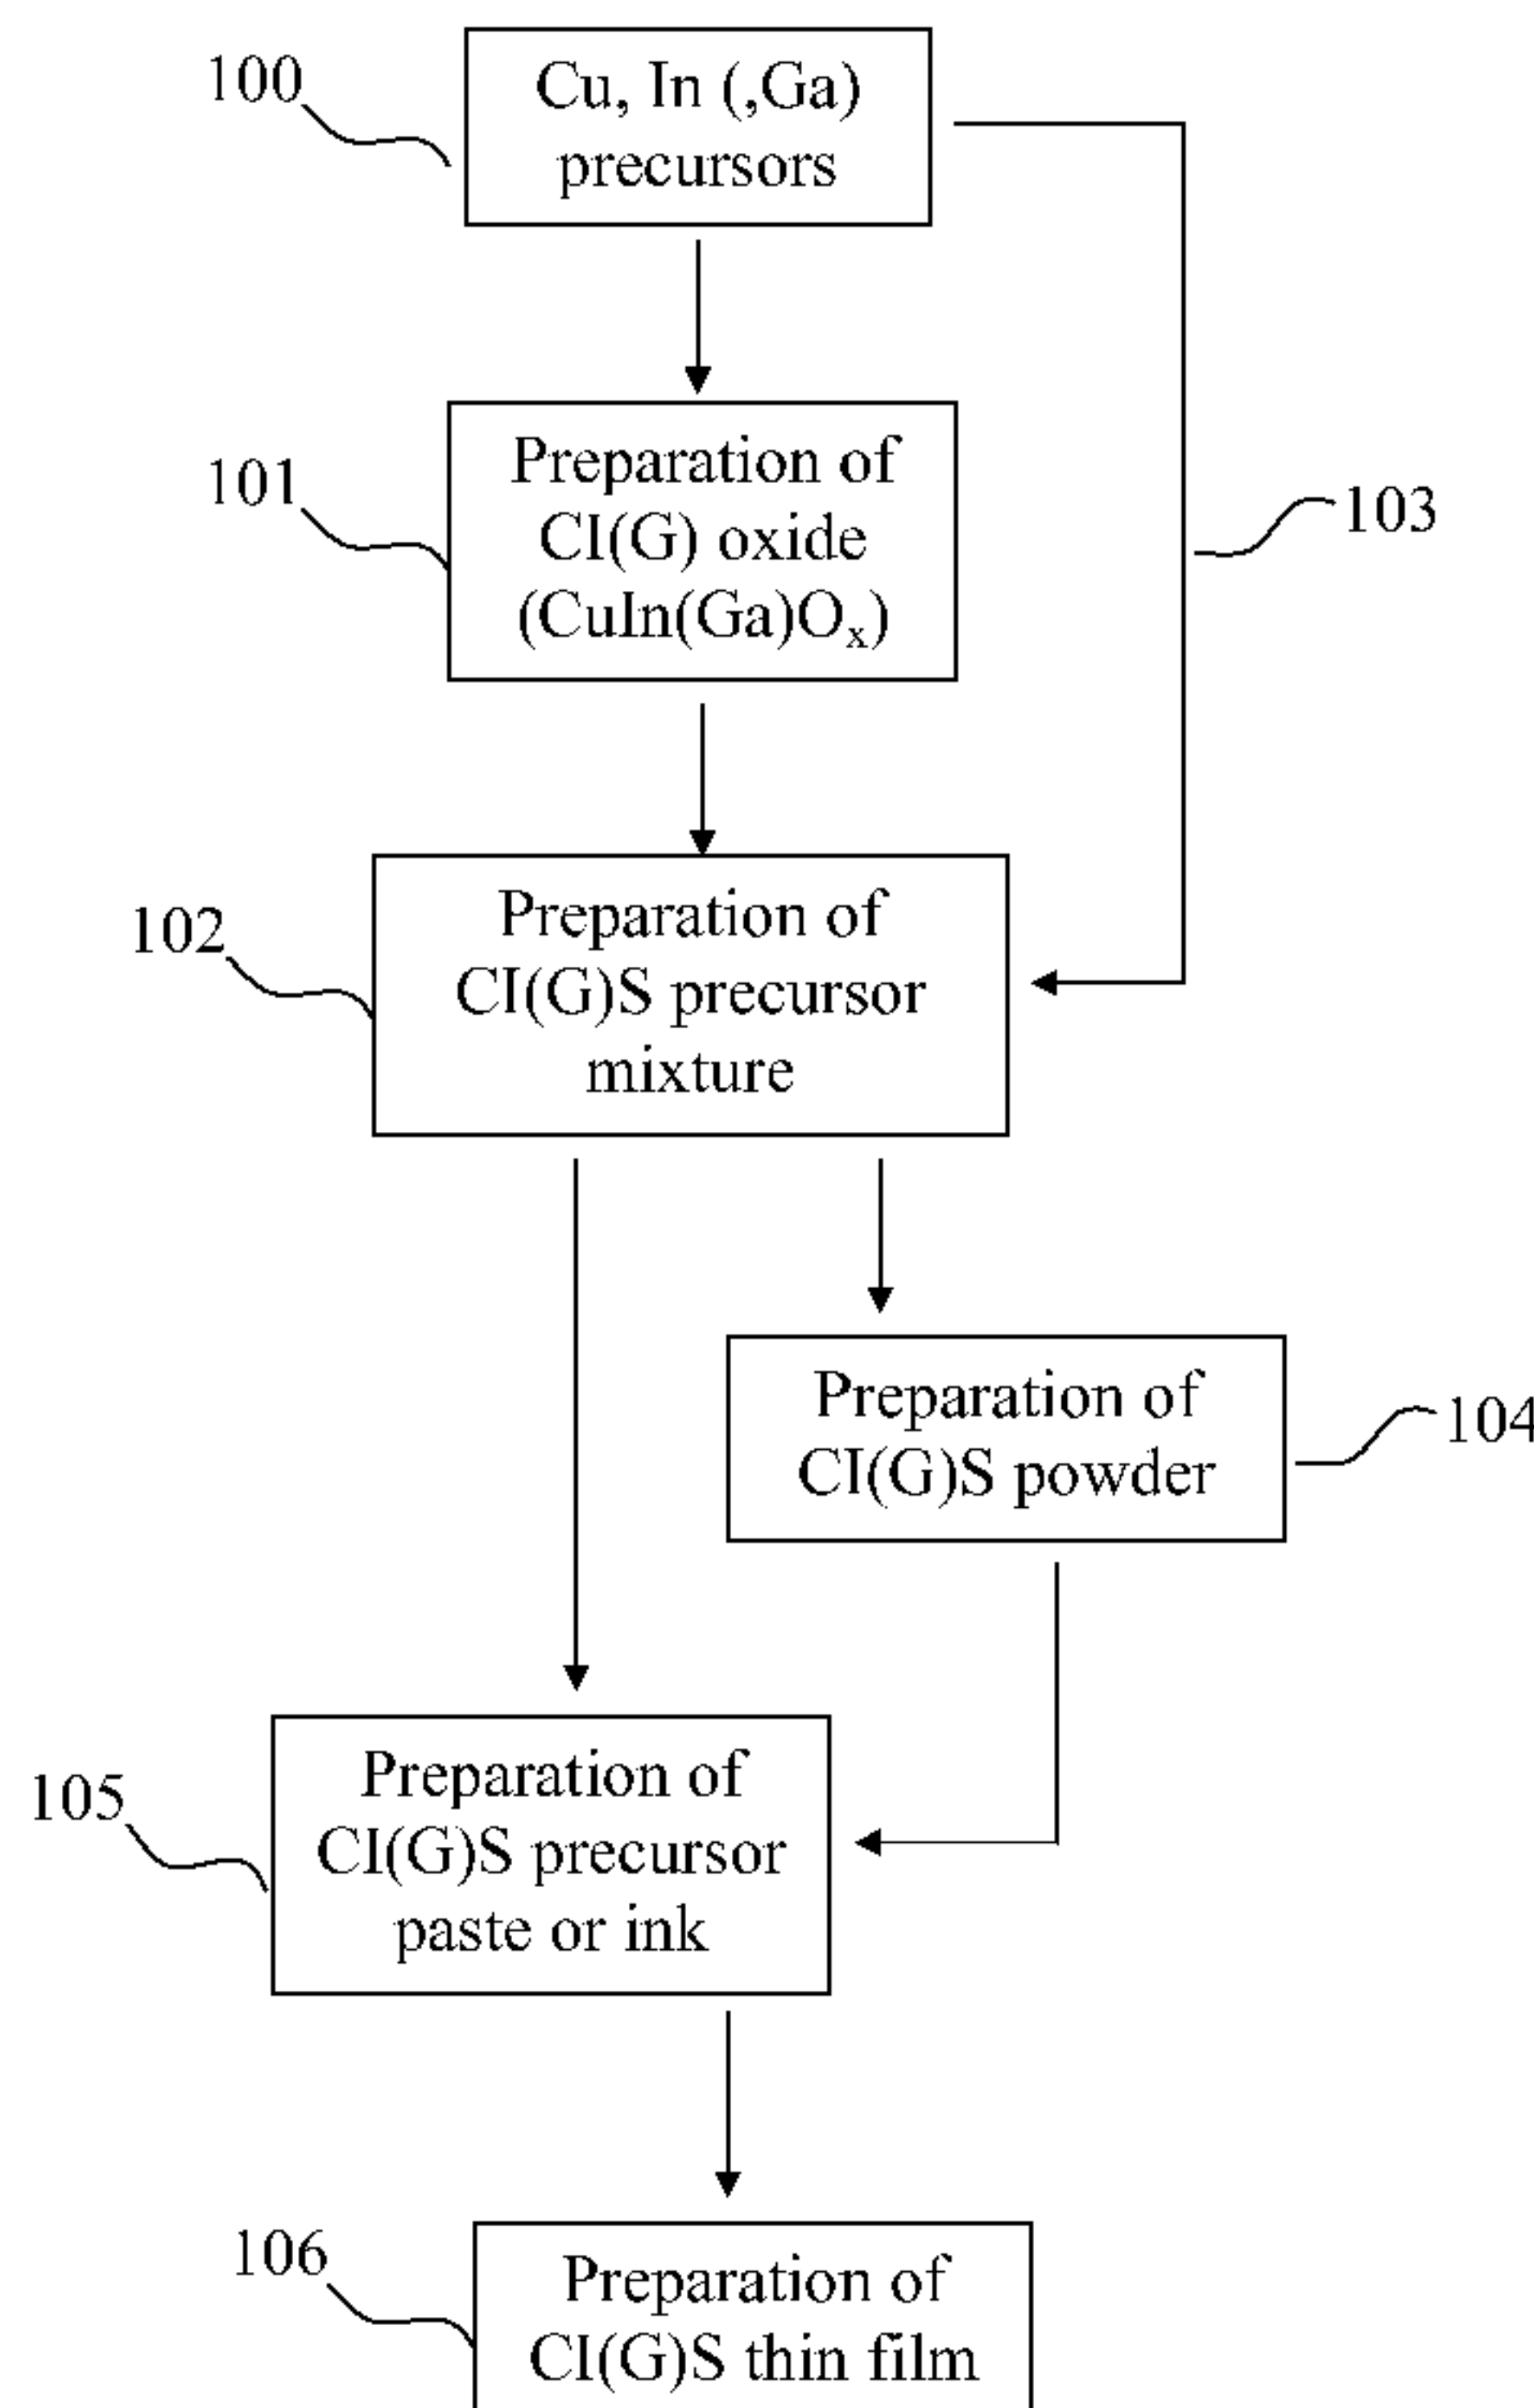 100
Cu, In (,Ga)
precursors
101
Preparation of
CI(G) oxide
(CuIn(Ga)Oₓ)
103
102
Preparation of
CI(G)S precursor
mixture
Preparation of
CI(G)S powder
104
105
Preparation of
CI(G)S precursor
paste or ink
106
Preparation of
CI(G)S thin film